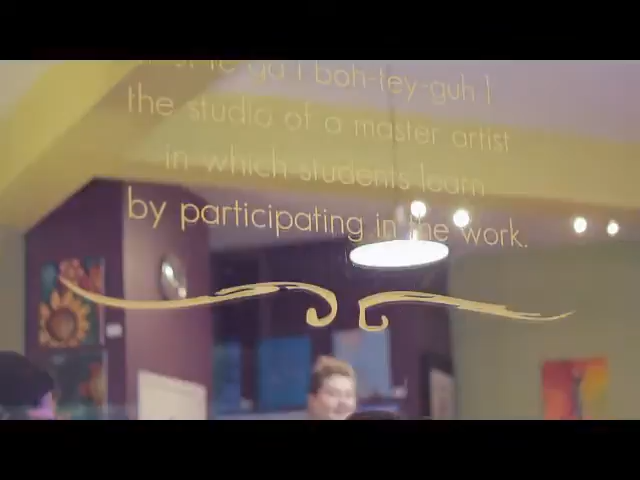 [boh-tey-guh]
the studio of a master artist
in which students learn
by participating in the work.